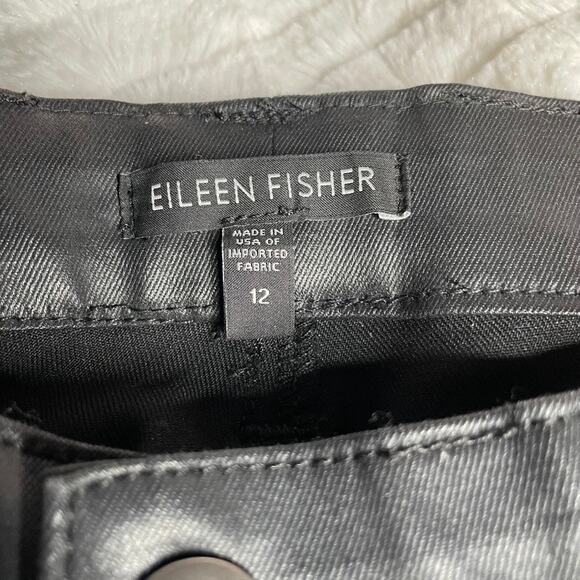 EILEEN FISHER
MADE IN
USA OF
IMPORTED
FABRIC
12